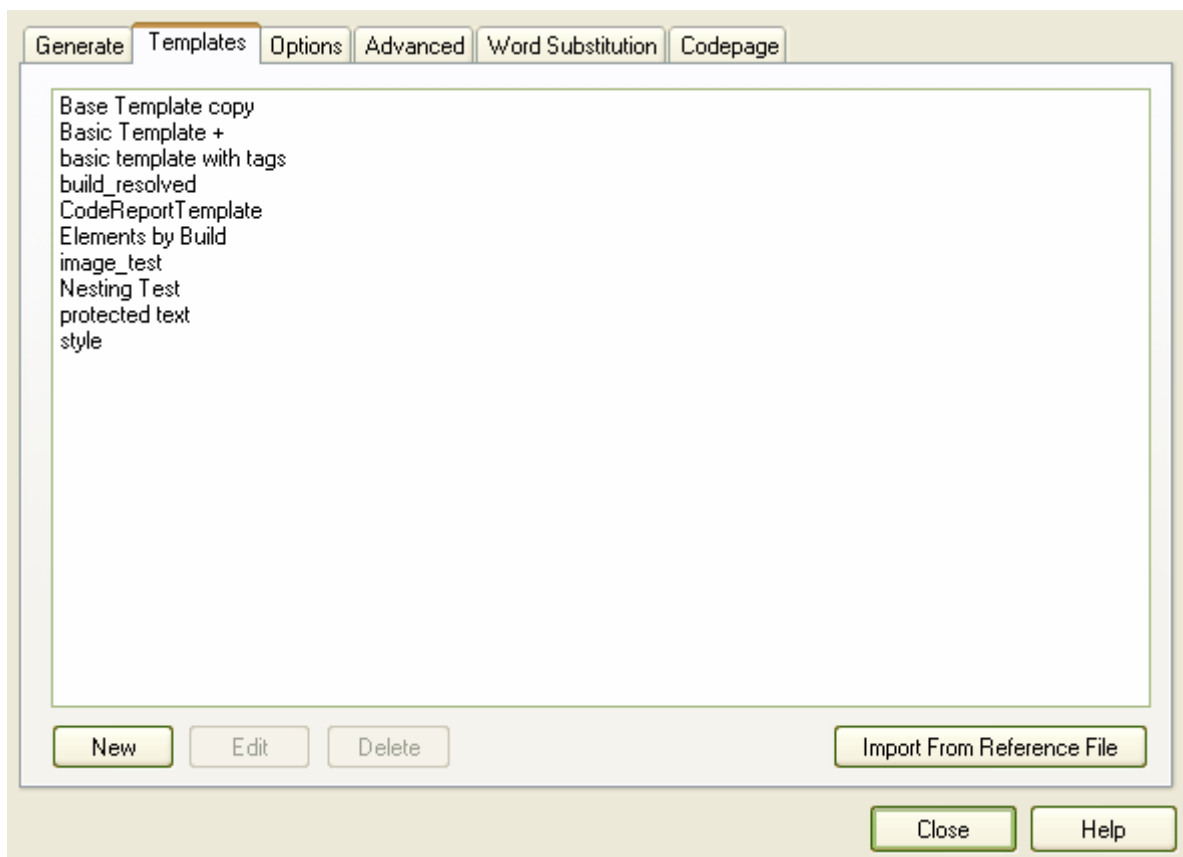 Generate Templates Options Advanced Word Substitution Codepage
Base Template copy
Basic Template +
basic template with tags
build_resolved
CodeReportTemplate
Elements by Build
image_test
Nesting Test
protected text
style
New Edit Delete Import From Reference File
Close Help